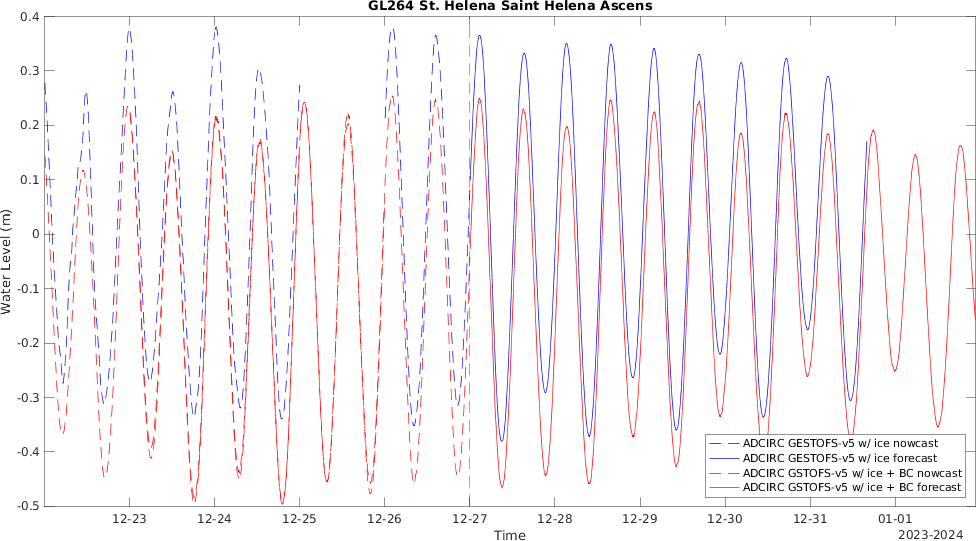 GL264 St. Helena Saint Helena Ascens
0.4
0.3
0.2
0.1
0
-0.1
-0.2
-0.3
-0.4
-0.5
Water Level (m)
ADCIRC GESTOFS-v5 w/ ice nowcast
ADCIRC GESTOFS-v5 w/ ice forecast
ADCIRC GSTOFS-v5 w/ ice + BC nowcast
ADCIRC GSTOFS-v5 w/ ice + BC forecast
12-23 12-24 12-25 12-26 12-27 12-28 12-29 12-30 12-31 01-01
Time
2023-2024